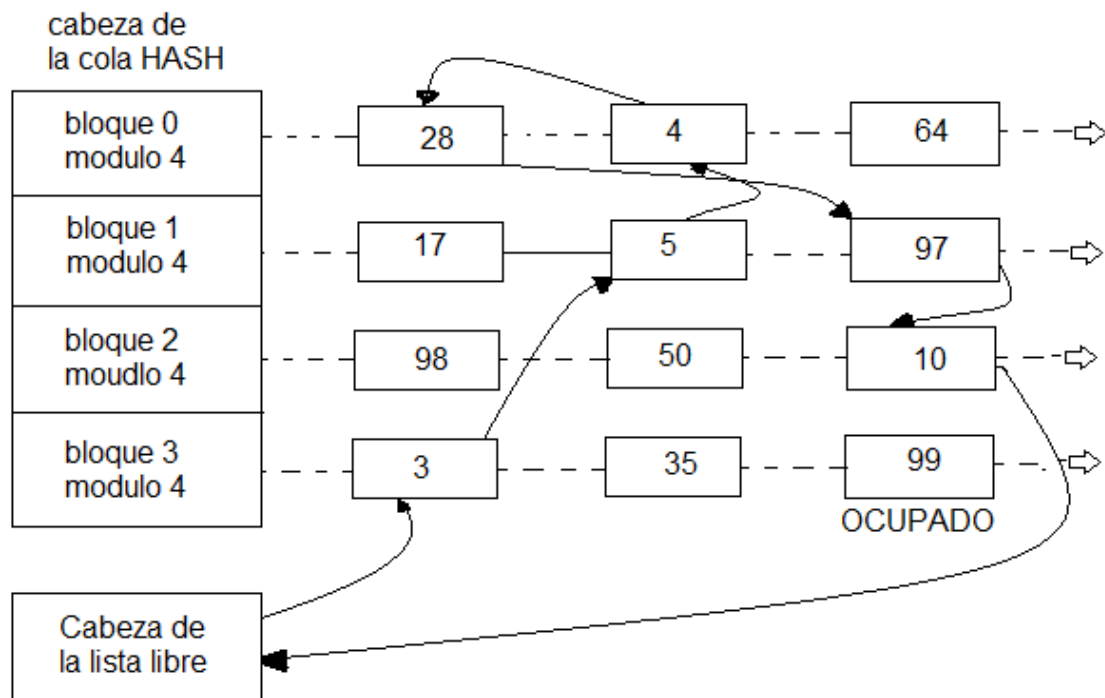 cabeza de
la cola HASH
bloque 0
modulo 4
28
4
64
bloque 1
modulo 4
17
5
97
bloque 2
moudlo 4
98
50
10
bloque 3
modulo 4
3
35
99
OCUPADO
Cabeza de
la lista libre